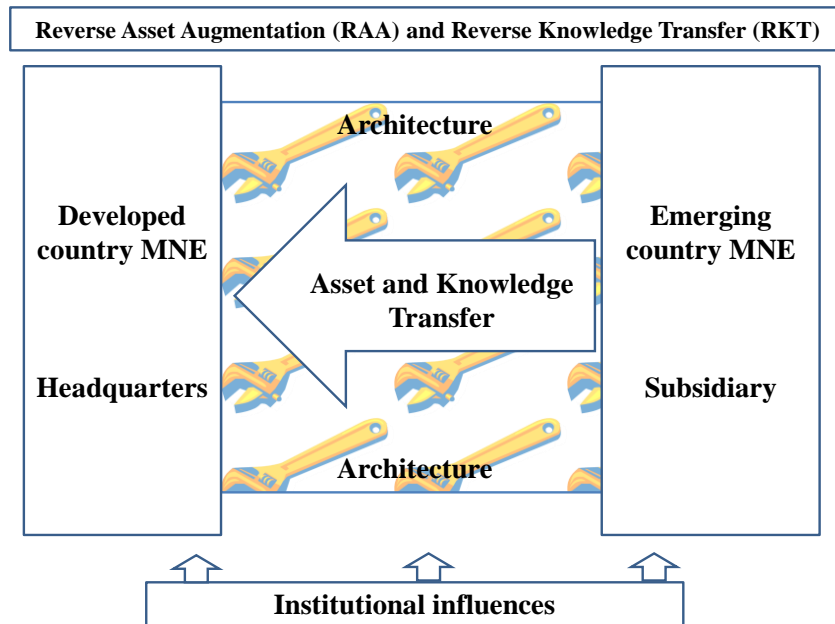 Reverse Asset Augmentation (RAA) and Reverse Knowledge Transfer (RKT)
Architecture
Developed
country MNE
Emerging
country MNE
Asset and Knowledge
Transfer
Headquarters
Subsidiary
Architecture
Institutional influences